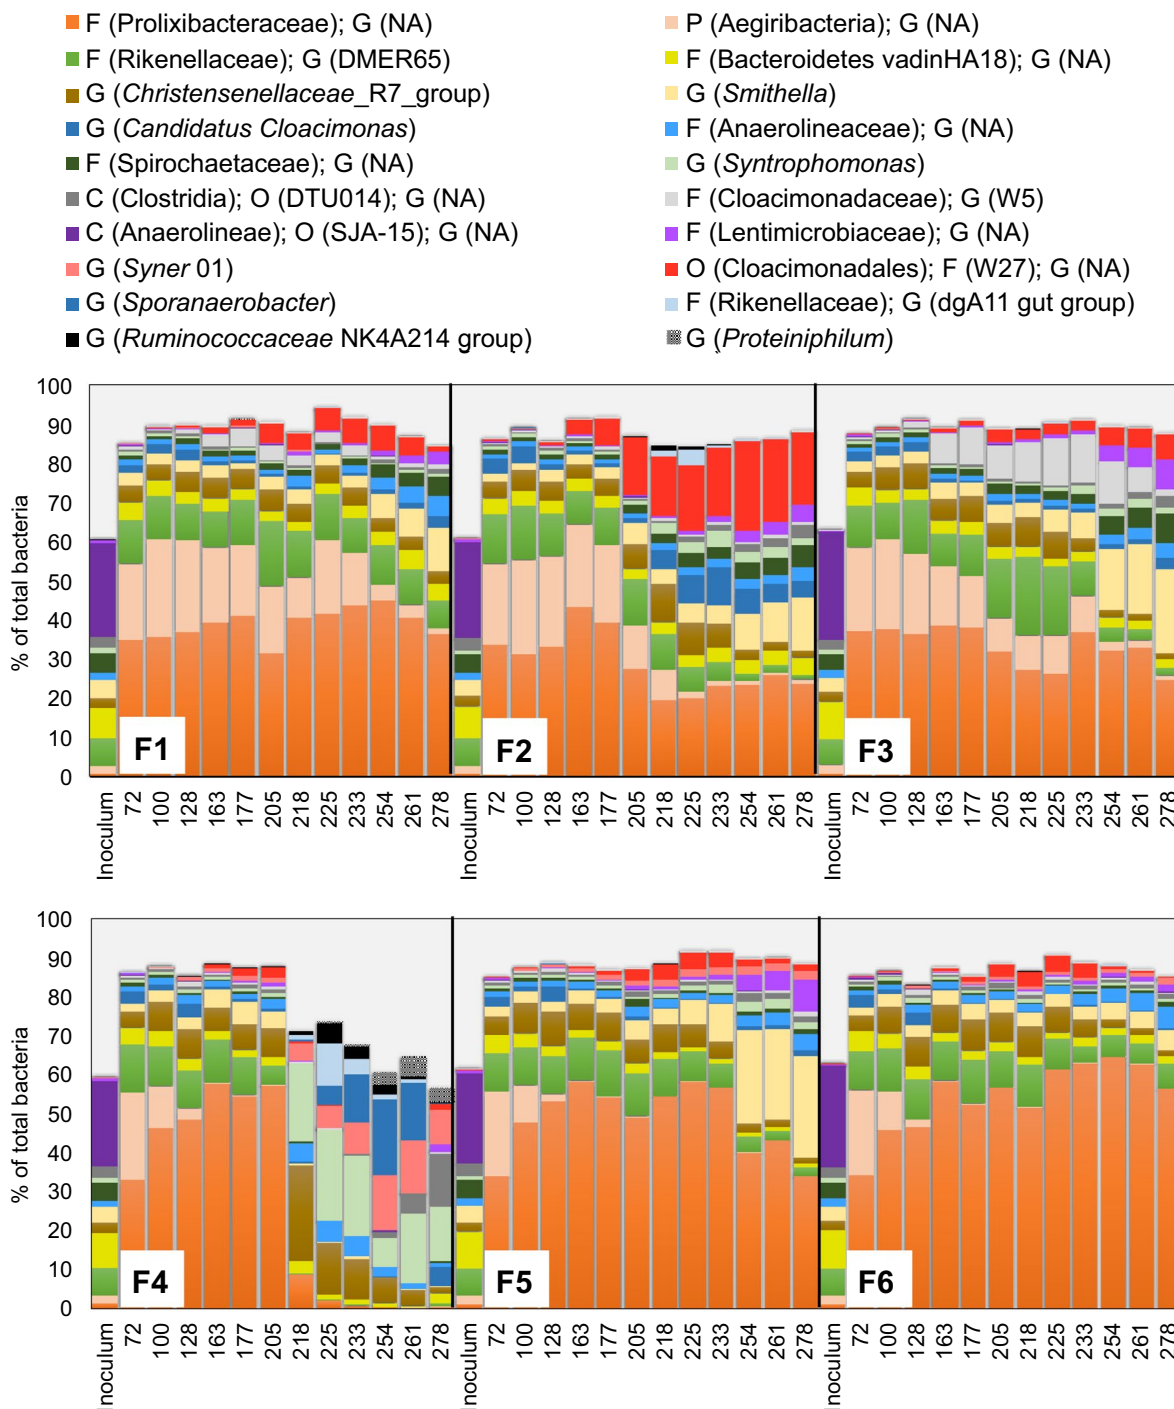 F (Prolixibacteraceae); G (NA)
F (Rikenellaceae); G (DMER65)
G (Christensenellaceae_R7_group)
G (Candidatus Cloacimonas)
F (Spirochaetaceae); G (NA)
C (Clostridia); O (DTU014); G (NA)
C (Anaerolineae); O (SJA-15); G (NA)
G (Syner 01)
G (Sporanaerobacter)
G (Ruminococcaceae NK4A214 group)
P (Aegiribacteria); G (NA)
F (Bacteroidetes vadinHA18); G (NA)
G (Smithella)
F (Anaerolineaceae); G (NA)
G (Syntrophomonas)
F (Cloacimonadaceae); G (W5)
F (Lentimicrobiaceae); G (NA)
O (Cloacimonadales); F (W27); G (NA)
F (Rikenellaceae); G (dgA11 gut group)
G (Proteiniphilum)
% of total bacteria
100
90
80
70
60
50
40
30
20
10
0
F1
F2
F3
Inoculum 72 100 128 163 177 205 218 225 233 254 261 278
Inoculum 72 100 128 163 177 205 218 225 233 254 261 278
Inoculum 72 100 128 163 177 205 218 225 233 254 261 278
% of total bacteria
100
90
80
70
60
50
40
30
20
10
0
F4
F5
F6
Inoculum 72 100 128 163 177 205 218 225 233 254 261 278
Inoculum 72 100 128 163 177 205 218 225 233 254 261 278
Inoculum 72 100 128 163 177 205 218 225 233 254 261 278